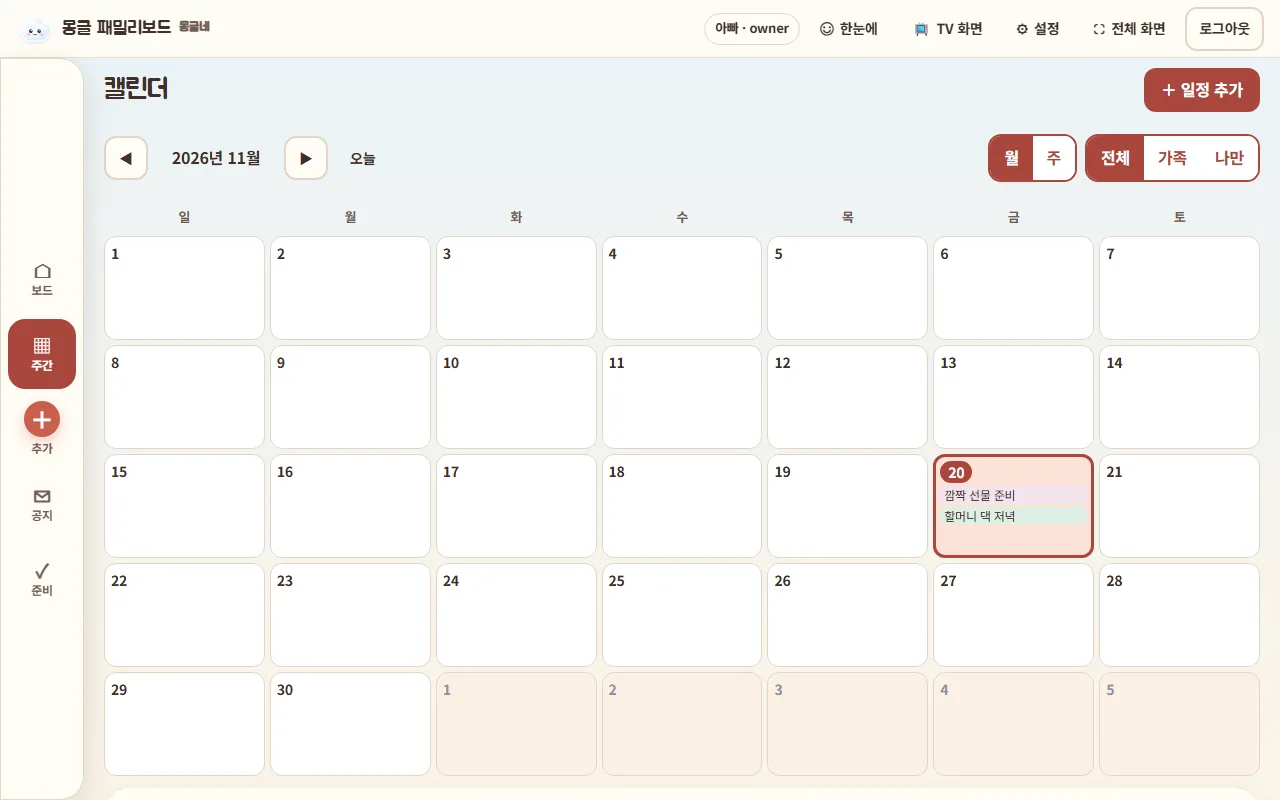 몽글 패밀리보드 몽글네
아빠 · owner
한눈에
TV 화면
설정
전체 화면
로그아웃
보드
주간
추가
공지
준비
캘린더
+ 일정 추가
◀ 2026년 11월 ▶ 오늘
월 주
전체 가족 나만
일 월 화 수 목 금 토
1 2 3 4 5 6 7
8 9 10 11 12 13 14
15 16 17 18 19 20 21
깜짝 선물 준비
할머니 댁 저녁
22 23 24 25 26 27 28
29 30 1 2 3 4 5